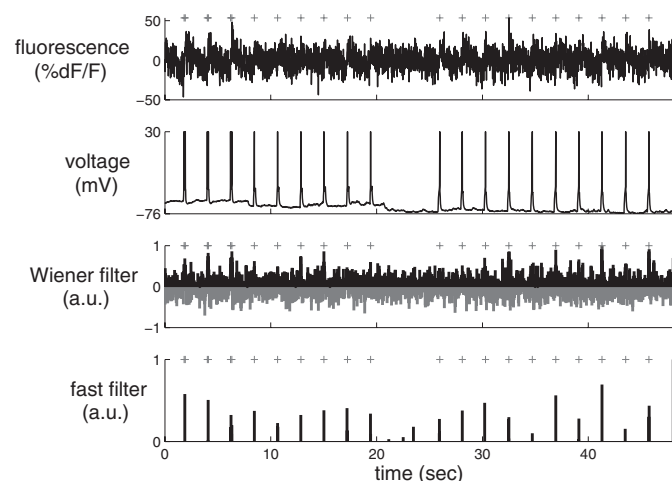 50
fluorescence
0
(%dF/F)
−50
30
voltage
(mV)
−76
1
Wiener filter
0
(a.u.)
−1
1
fast filter
(a.u.)
0
0 10 20 30 40
time (sec)